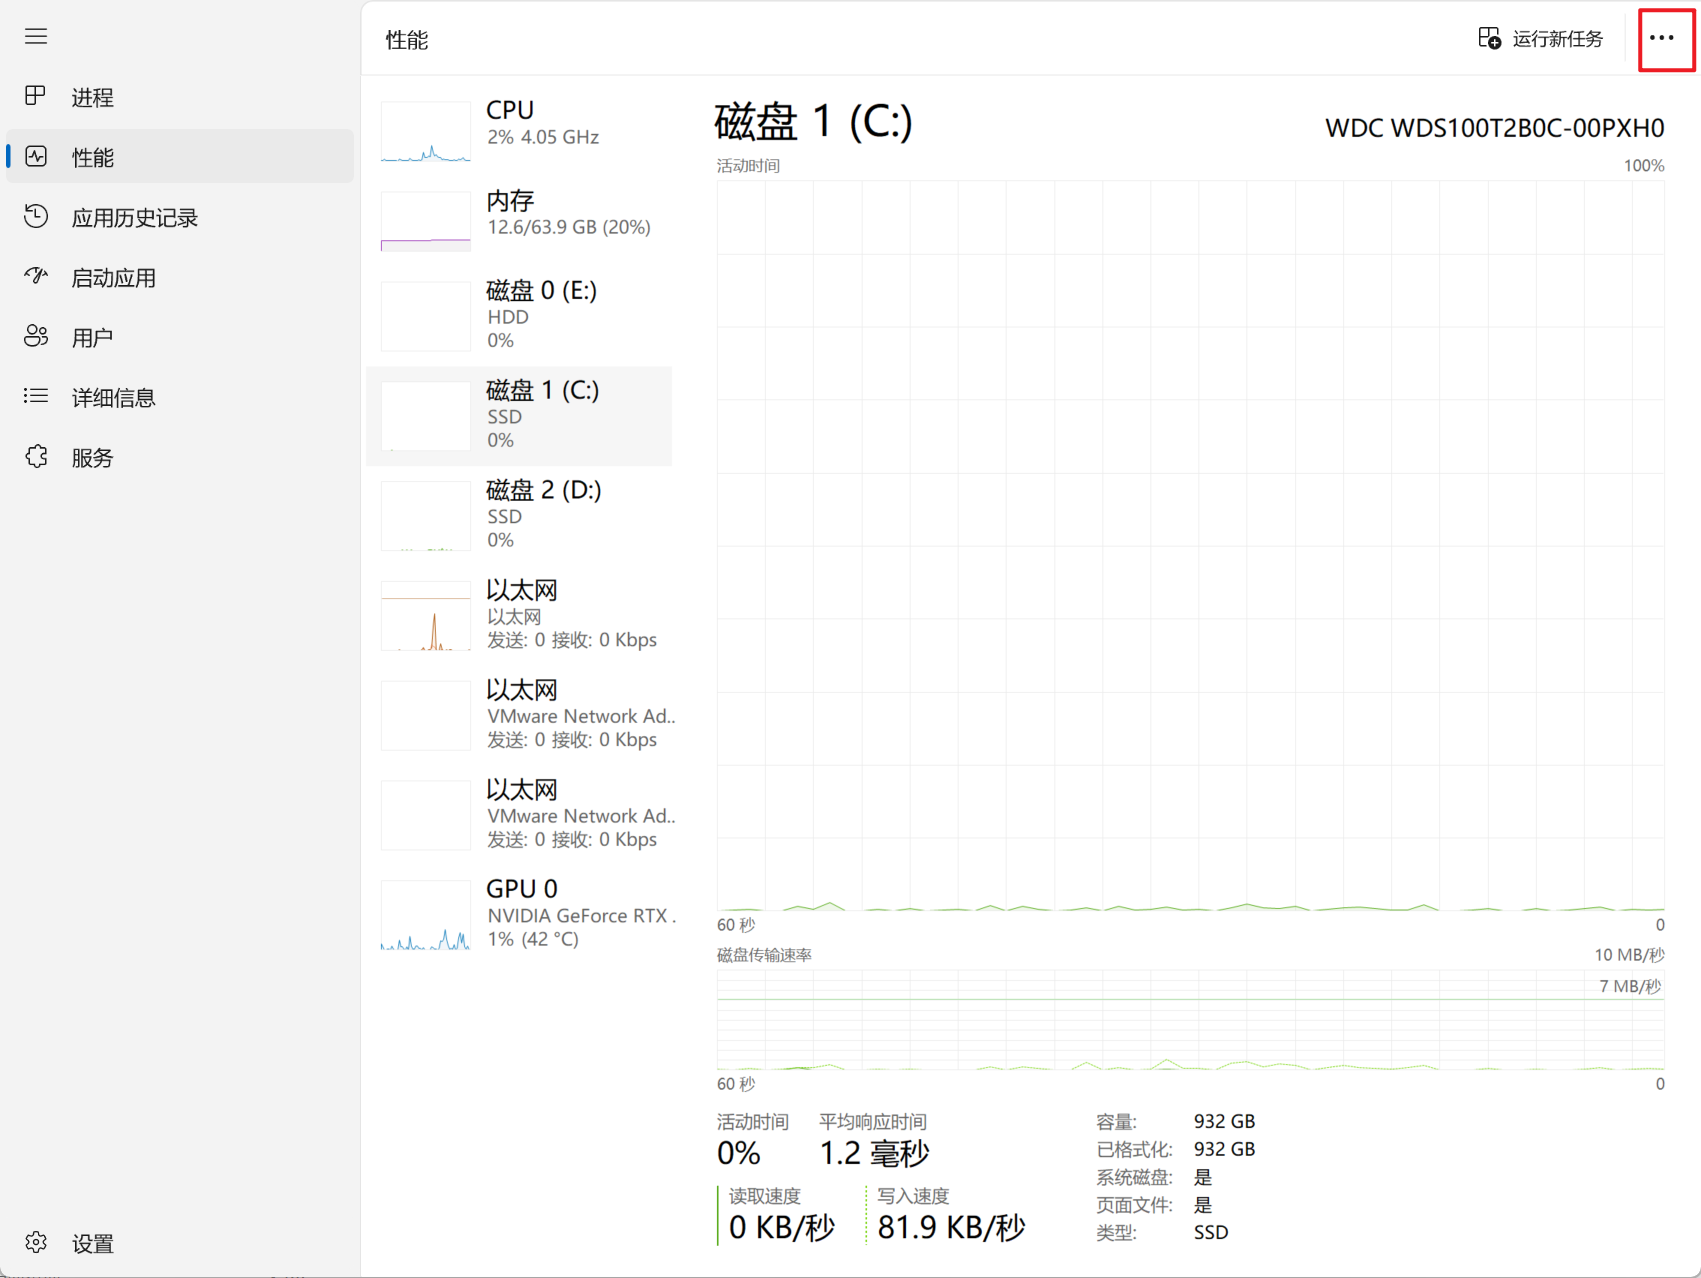 性能
运行新任务
进程
性能
应用历史记录
启动应用
用户
详细信息
服务
设置
CPU
2% 4.05 GHz
内存
12.6/63.9 GB (20%)
磁盘 0 (E:)
HDD
0%
磁盘 1 (C:)
SSD
0%
磁盘 2 (D:)
SSD
0%
以太网
以太网
发送: 0 接收: 0 Kbps
以太网
VMware Network Ad..
发送: 0 接收: 0 Kbps
以太网
VMware Network Ad..
发送: 0 接收: 0 Kbps
GPU 0
NVIDIA GeForce RTX .
1% (42 °C)
磁盘 1 (C:)
WDC WDS100T2B0C-00PXH0
活动时间
100%
60 秒
0
磁盘传输速率
10 MB/秒
7 MB/秒
60 秒
0
活动时间
0%
平均响应时间
1.2 毫秒
读取速度
0 KB/秒
写入速度
81.9 KB/秒
容量: 932 GB
已格式化: 932 GB
系统磁盘: 是
页面文件: 是
类型: SSD